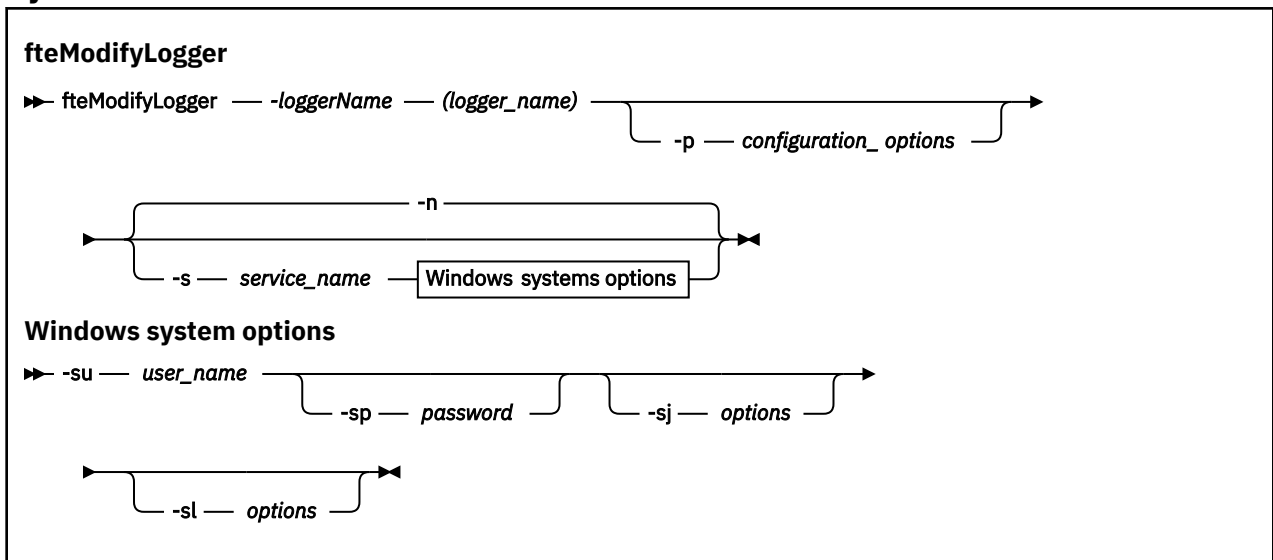 fteModifyLogger
fteModifyLogger -loggerName (logger_name)
-p configuration_ options
-n
-s service_name Windows systems options
Windows system options
-su user_name
-sp password -sj options
-sl options